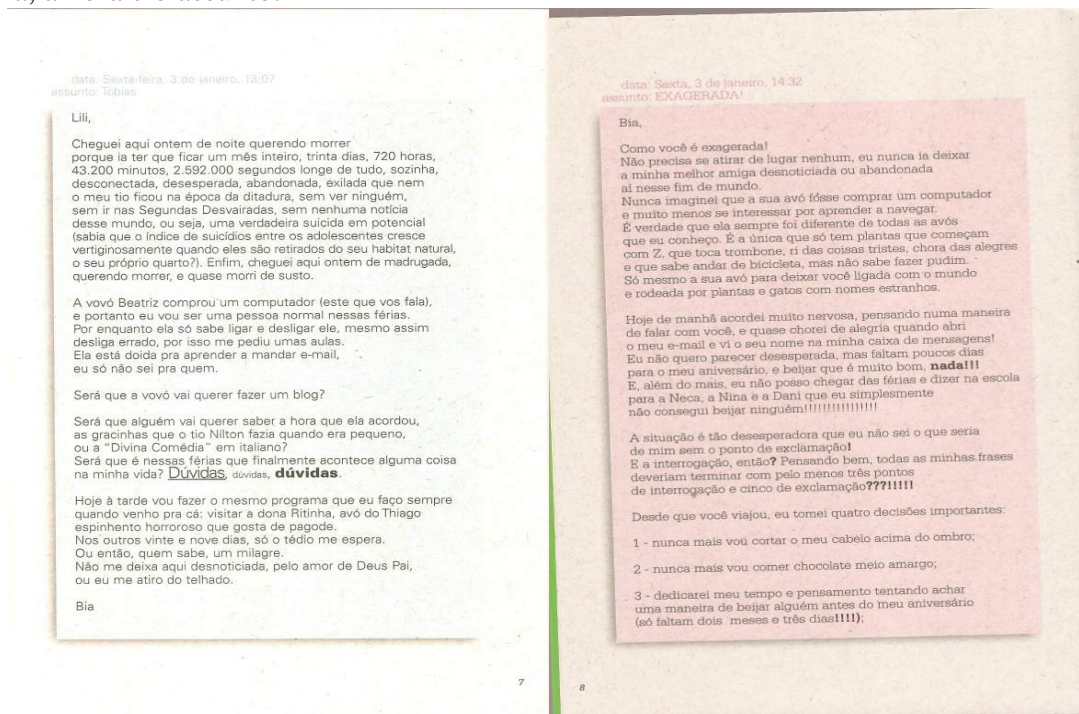 data: Sexta-feira, 3 de janeiro, 13:07
assunto: Tobias
Lili,
Cheguei aqui ontem de noite querendo morrer
porque ia ter que ficar um mês inteiro, trinta dias, 720 horas,
43.200 minutos, 2.592.000 segundos longe de tudo, sozinha,
desconectada, desesperada, abandonada, exilada que nem
o meu tio ficou na época da ditadura, sem ver ninguém,
sem ir nas Segundas Desvairadas, sem nenhuma notícia
desse mundo, ou seja, uma verdadeira suicida em potencial
(sabia que o índice de suicídios entre os adolescentes cresce
vertiginosamente quando eles são retirados do seu habitat natural,
o seu próprio quarto?). Enfim, cheguei aqui ontem de madrugada,
querendo morrer, e quase morri de susto.
A vovó Beatriz comprou um computador (este que vos fala),
e portanto eu vou ser uma pessoa normal nessas férias.
Por enquanto ela só sabe ligar e desligar ele, mesmo assim
desliga errado, por isso me pediu umas aulas.
Ela está doida pra aprender a mandar e-mail,
eu só não sei pra quem.
Será que a vovó vai querer fazer um blog?
Será que alguém vai querer saber a hora que ela acordou,
as gracinhas que o tio Nilton fazia quando era pequeno,
ou a "Divina Comédia" em italiano?
Será que é nessas férias que finalmente acontece alguma coisa
na minha vida? Dúvidas, dúvidas, dúvidas.
Hoje à tarde vou fazer o mesmo programa que eu faço sempre
quando venho pra cá: visitar a dona Ritinha, avó do Thiago
espinhento horroroso que gosta de pagode.
Nos outros vinte e nove dias, só o tédio me espera.
Ou então, quem sabe, um milagre.
Não me deixa aqui desnoticiada, pelo amor de Deus Pai,
ou eu me atiro do telhado.
Bia
7
data: Sexta, 3 de janeiro, 14:32
assunto: EXAGERADA!
Bia,
Como você é exagerada!
Não precisa se atirar de lugar nenhum, eu nunca ia deixar
a minha melhor amiga desnoticiada ou abandonada
aí nesse fim de mundo.
Nunca imaginei que a sua avó fosse comprar um computador
e muito menos se interessar por aprender a navegar.
É verdade que ela sempre foi diferente de todas as avós
que eu conheço. É a única que só tem plantas que começam
com Z, que toca trombone, ri das coisas tristes, chora das alegres
e que sabe andar de bicicleta, mas não sabe fazer pudim.
Só mesmo a sua avó para deixar você ligada com o mundo
e rodeada por plantas e gatos com nomes estranhos.
Hoje de manhã acordei muito nervosa, pensando numa maneira
de falar com você, e quase chorei de alegria quando abri
o meu e-mail e vi o seu nome na minha caixa de mensagens!
Eu não quero parecer desesperada, mas faltam poucos dias
para o meu aniversário, e beijar que é muito bom, nada!!!
E, além do mais, eu não posso chegar das férias e dizer na escola
para a Neca, a Nina e a Dani que eu simplesmente
não consegui beijar ninguém!!!!!!!!!!!!!!!!
A situação é tão desesperadora que eu não sei o que seria
de mim sem o ponto de exclamação!
E a interrogação, então? Pensando bem, todas as minhas frases
deveriam terminar com pelo menos três pontos
de interrogação e cinco de exclamação???!!!!!
Desde que você viajou, eu tomei quatro decisões importantes:
1 - nunca mais vou cortar o meu cabelo acima do ombro;
2 - nunca mais vou comer chocolate meio amargo;
3 - dedicarei meu tempo e pensamento tentando achar
uma maneira de beijar alguém antes do meu aniversário
(só faltam dois meses e três dias!!!!);
8